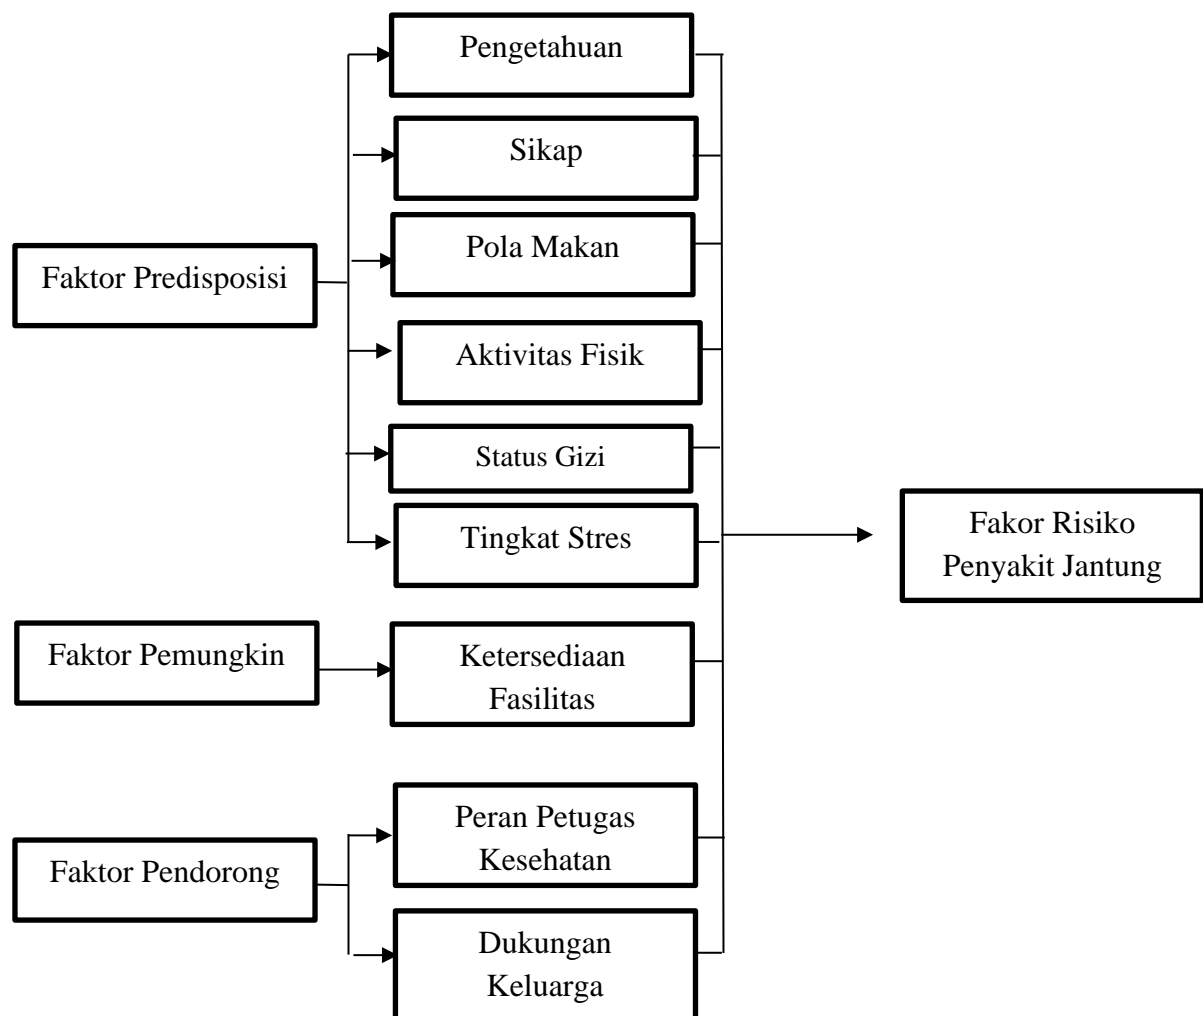 Pengetahuan
Sikap
Pola Makan
Faktor Predisposisi
Aktivitas Fisik
Status Gizi
Tingkat Stres
Fakor Risiko
Penyakit Jantung
Faktor Pemungkin
Ketersediaan
Fasilitas
Peran Petugas
Kesehatan
Faktor Pendorong
Dukungan
Keluarga